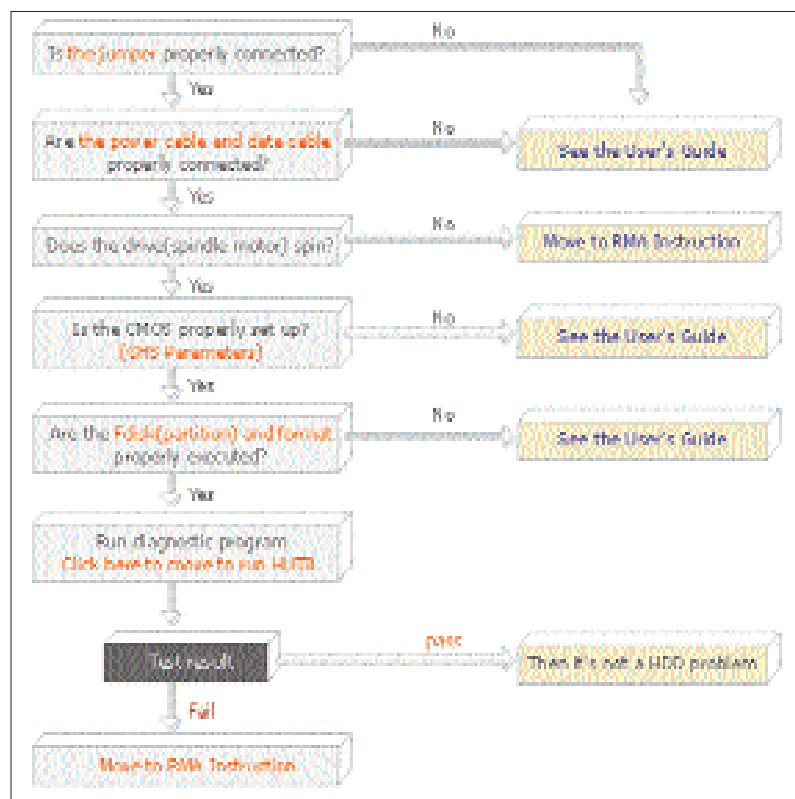 Is the jumper properly connected?
No
Yes
Are the power cable and data cable
properly connected?
No
See the User's Guide
Yes
Does the drive(spindle motor) spin?
No
Move to RMA Instruction
Yes
Is the CMOS properly set up?
(CHS Parameters)
No
See the User's Guide
Yes
Are the Fdisk(partition) and format
properly executed?
No
See the User's Guide
Yes
Run diagnostic program
Click here to move to run HUTIL
Test result
pass
Then it's not a HDD problem
Fail
Move to RMA Instruction